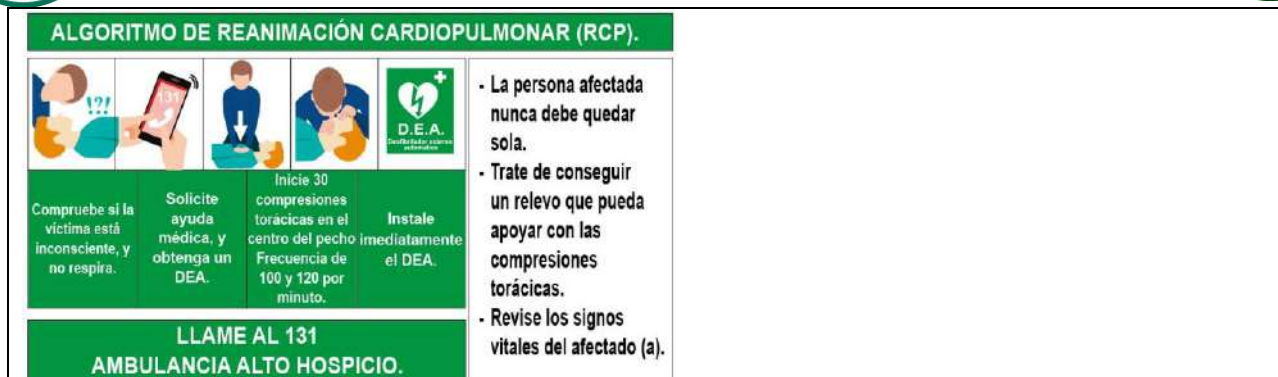 ALGORITMO DE REANIMACIÓN CARDIOPULMONAR (RCP).
!?!
131
D.E.A.
Desfibrilador externo
automático
Compruebe si la
víctima está
inconsciente, y
no respira.
Solicite
ayuda
médica, y
obtenga un
DEA.
Inicie 30
compresiones
torácicas en el
centro del pecho
Frecuencia de
100 y 120 por
minuto.
Instale
imediatamente
el DEA.
LLAME AL 131
AMBULANCIA ALTO HOSPICIO.
- La persona afectada
nunca debe quedar
sola.
- Trate de conseguir
un relevo que pueda
apoyar con las
compresiones
torácicas.
- Revise los signos
vitales del afectado (a).